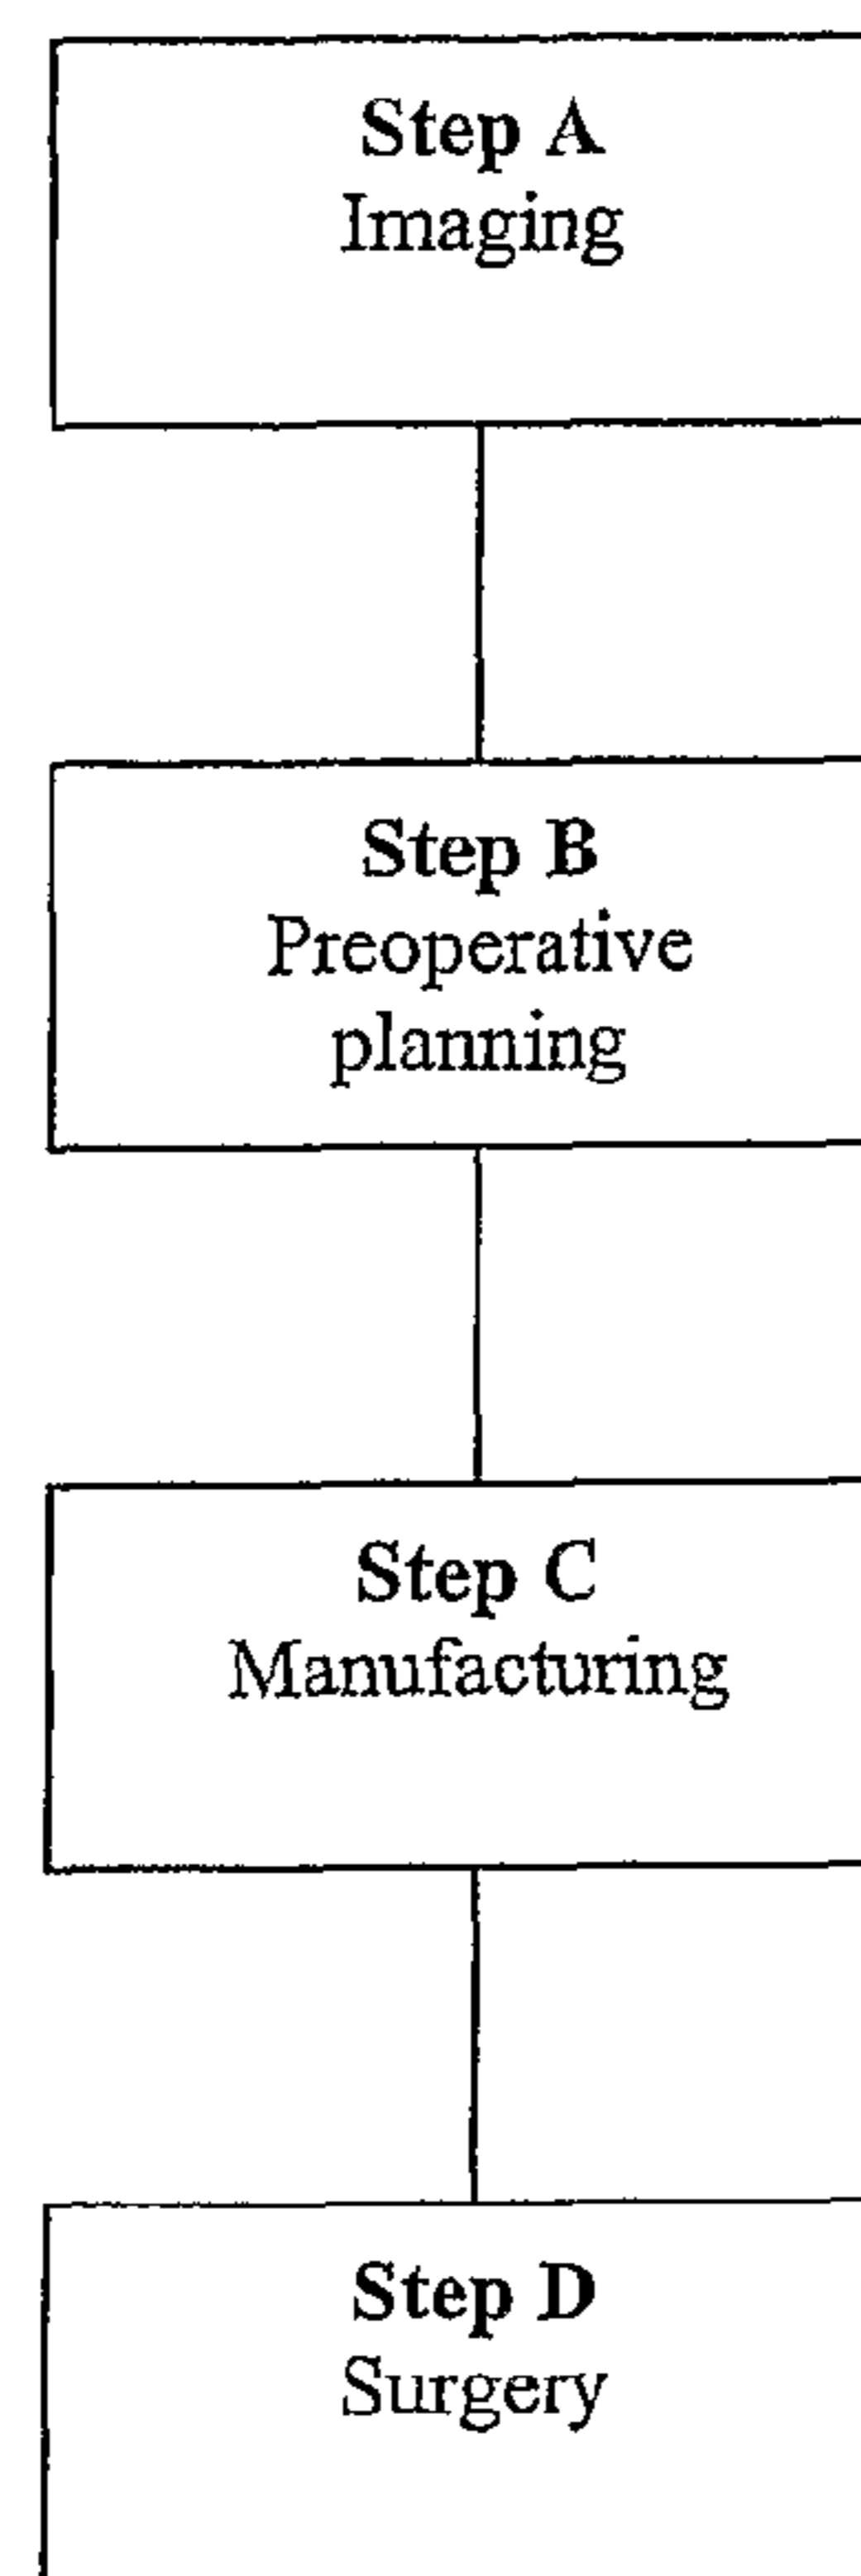 Step A
Imaging
Step B
Preoperative
planning
Step C
Manufacturing
Step D
Surgery